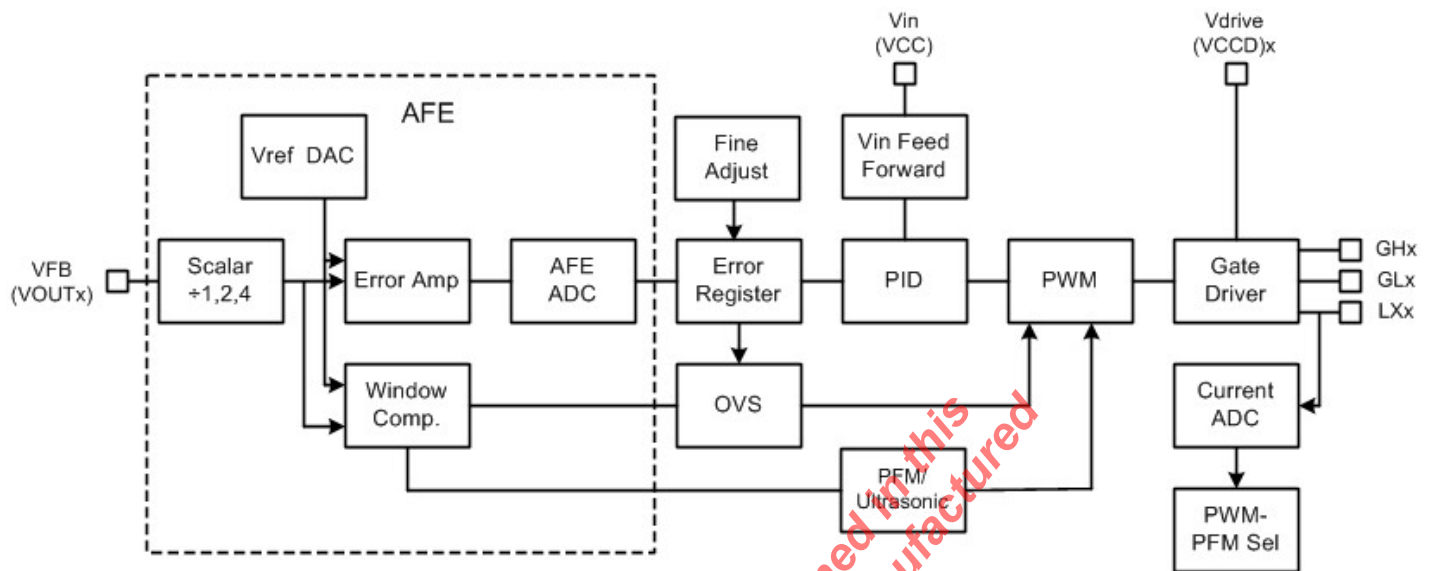 Vin
(VCC)
Vdrive
(VCCD)x
AFE
Vref DAC
Fine
Adjust
Vin Feed
Forward
VFB
(VOUTx)
Scalar
÷1,2,4
Error Amp
AFE
ADC
Error
Register
PID
PWM
Gate
Driver
GHx
GLx
LXx
Window
Comp.
OVS
Current
ADC
PFM/
Ultrasonic
PWM-
PFM Sel
in this